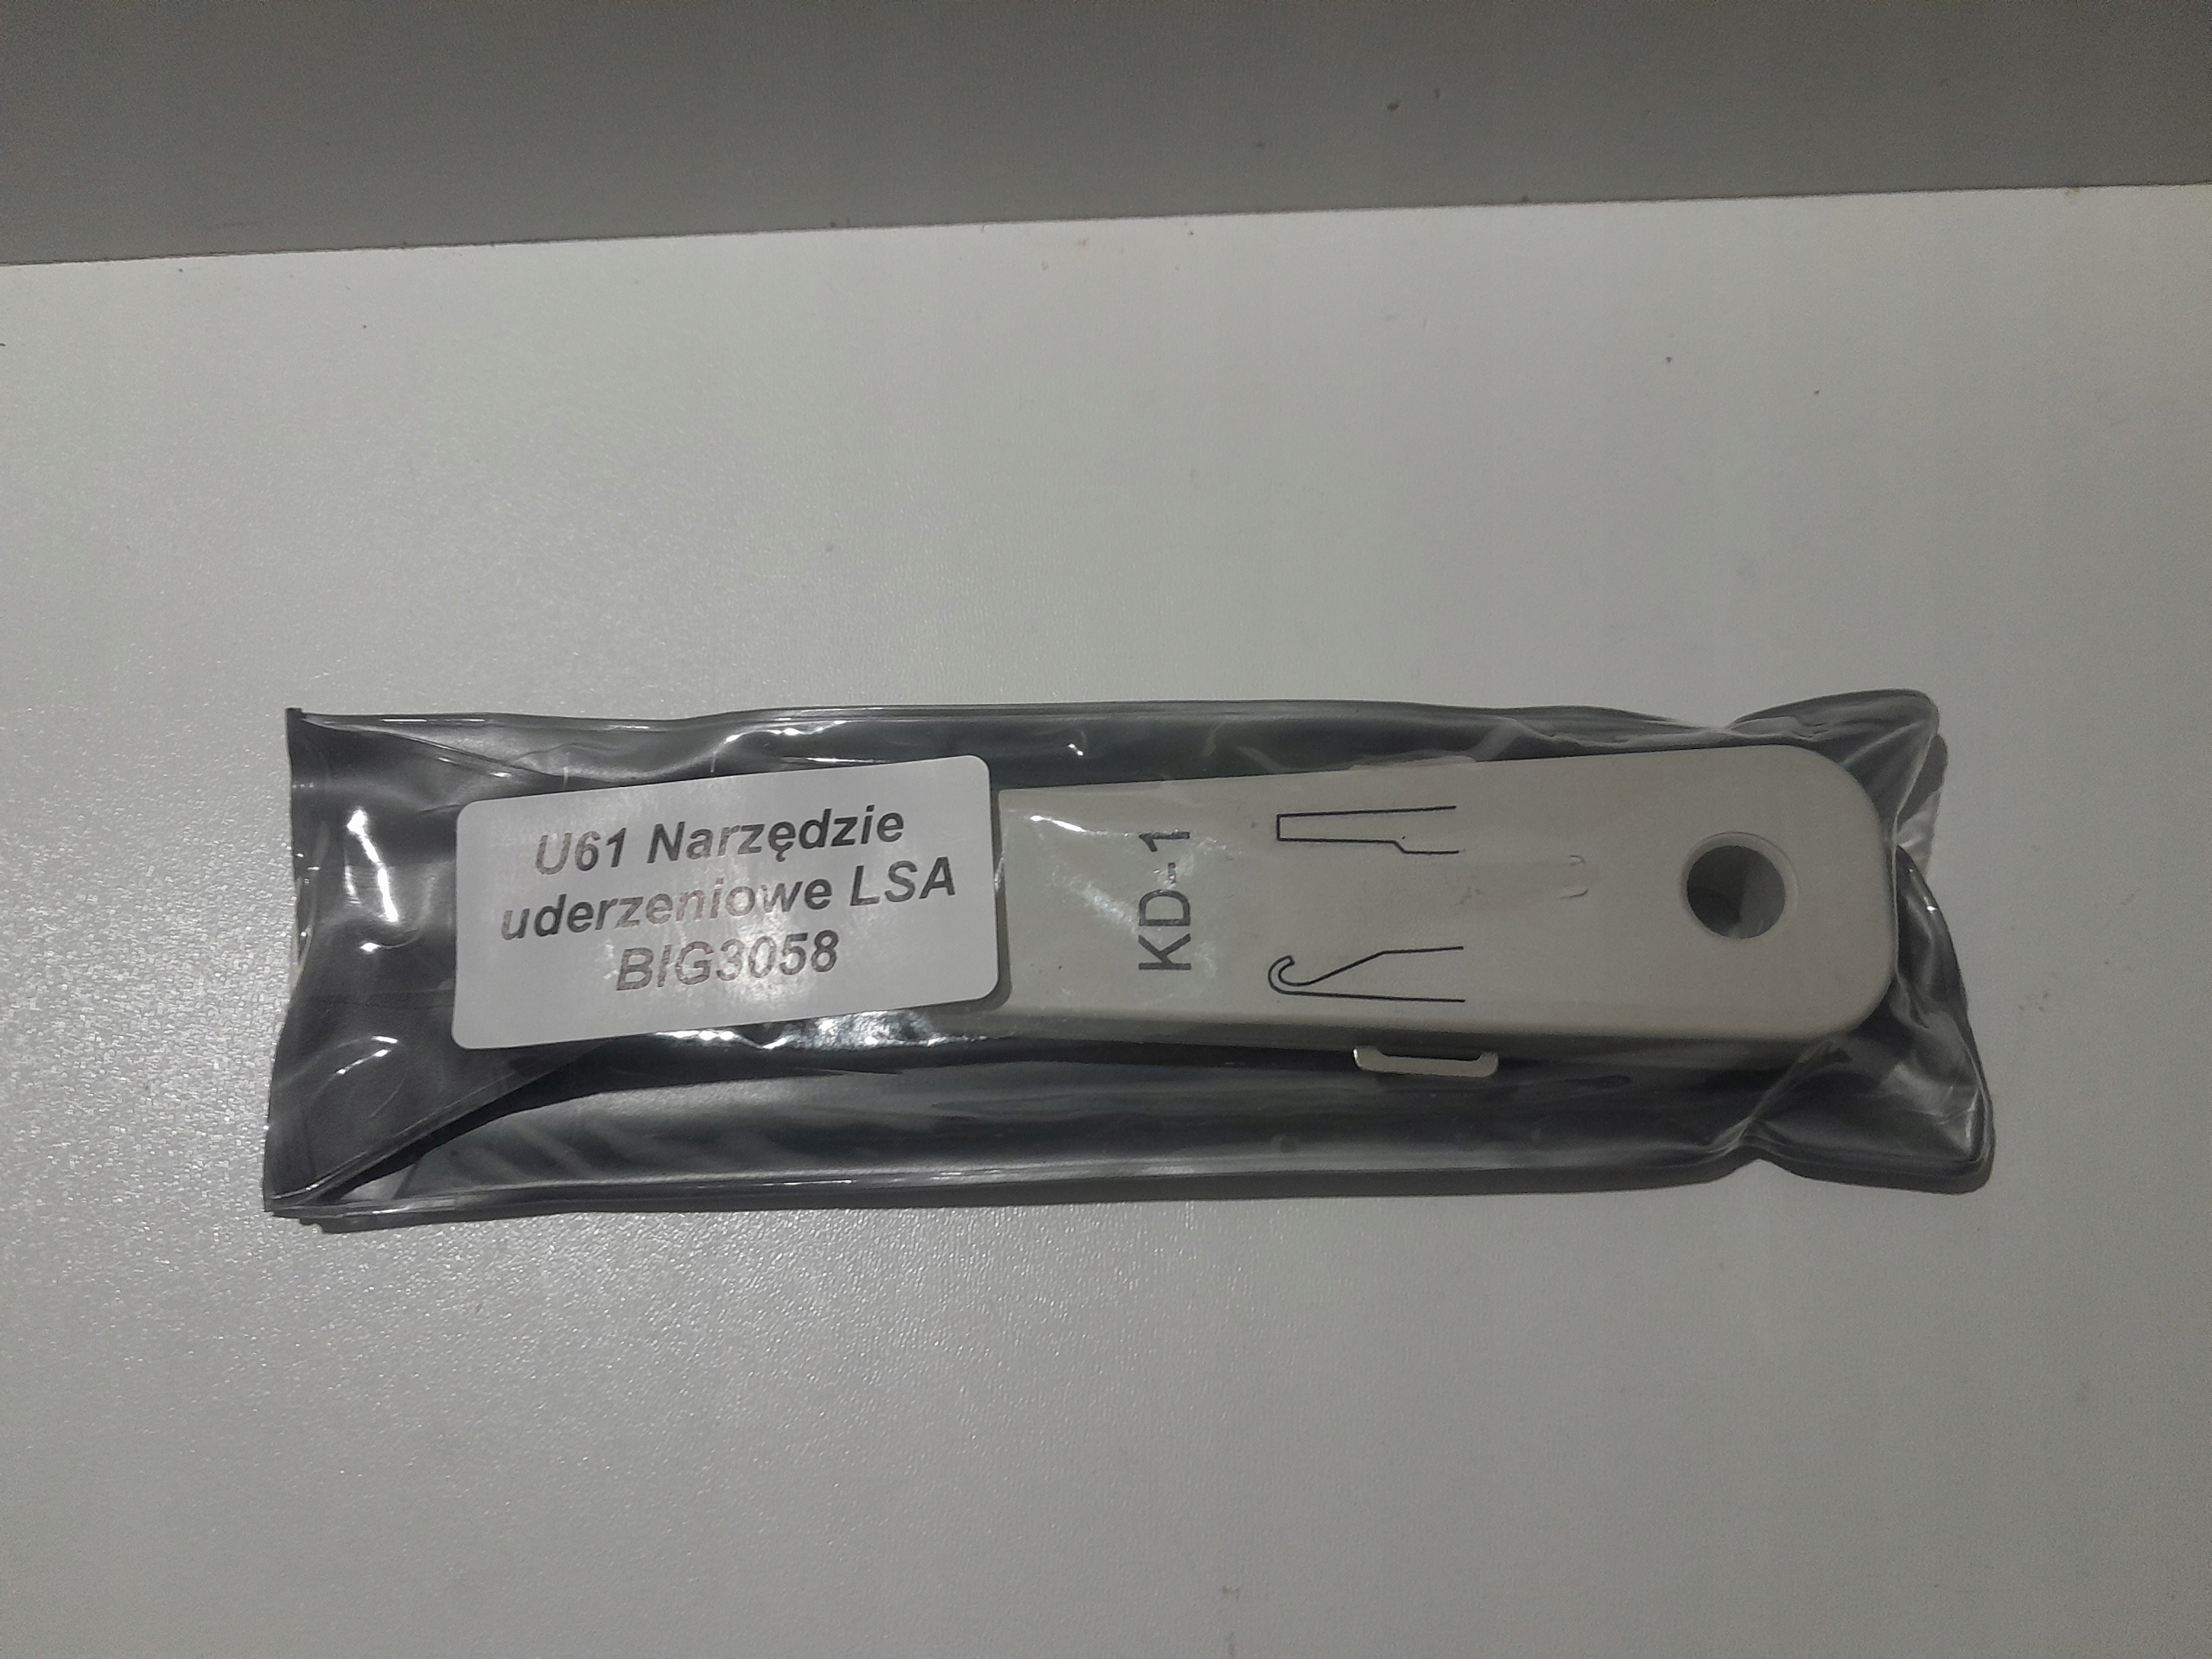 U61 Narzędzie
uderzeniowe LSA
BIG3058
KD-1